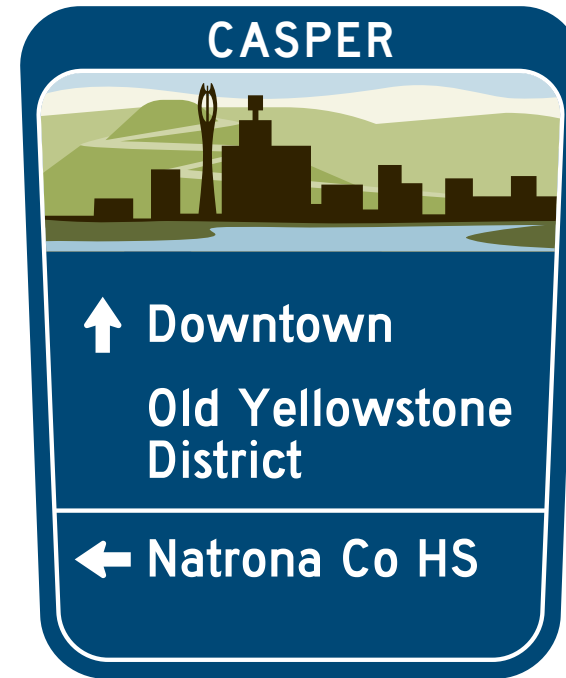 CASPER
Downtown
Old Yellowstone
District
Natrona Co HS